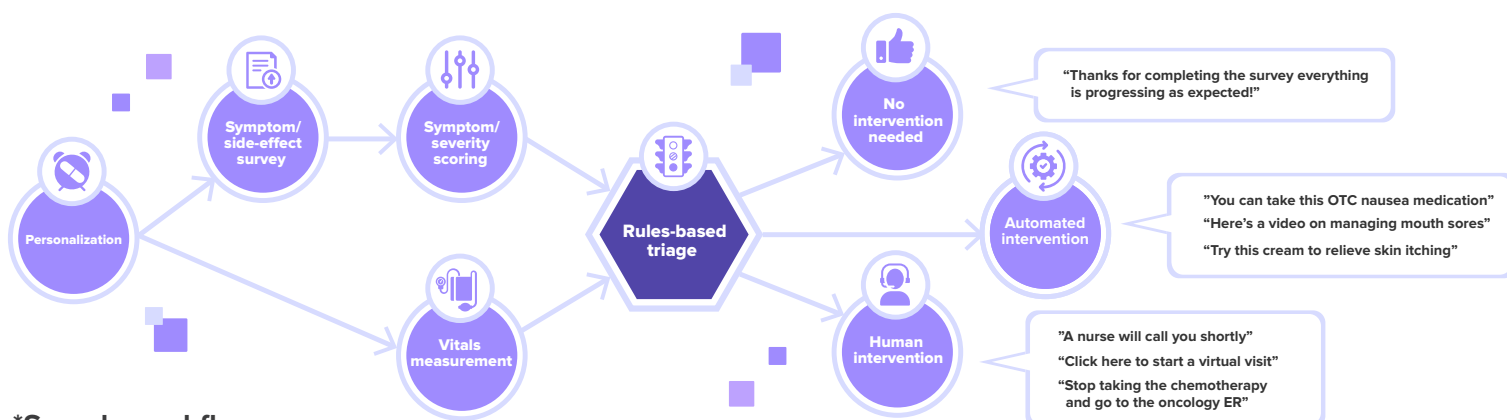 Personalization
Symptom/
side-effect
survey
Symptom/
severity
scoring
Vitals
measurement
Rules-based
triage
No
intervention
needed
“Thanks for completing the survey everything
is progressing as expected!”
Automated
intervention
”You can take this OTC nausea medication”
“Here’s a video on managing mouth sores”
“Try this cream to relieve skin itching”
Human
intervention
”A nurse will call you shortly”
“Click here to start a virtual visit”
“Stop taking the chemotherapy
and go to the oncology ER”